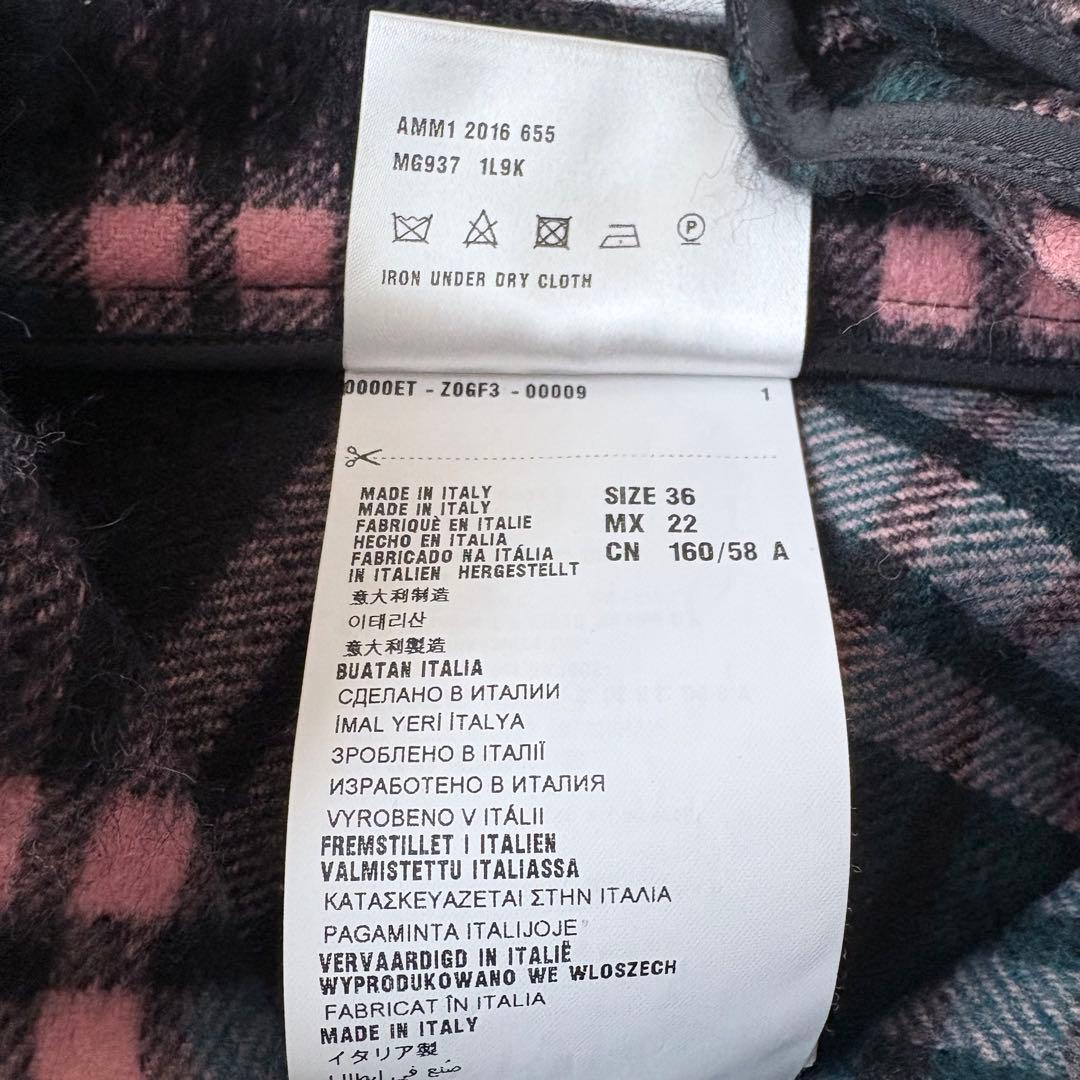 AMM1 2016 655
MG937 1L9K
P
IRON UNDER DRY CLOTH
0000ET - Z0GF3 - 00009 1
MADE IN ITALY
MADE IN ITALY
FABRIQUÈ EN ITALIE
HECHO EN ITALIA
FABRICADO NA ITÁLIA
IN ITALIEN HERGESTELLT
SIZE 36
MX 22
CN 160/58 A
意大利制造
이태리산
意大利製造
BUATAN ITALIA
СДЕЛАНО В ИТАЛИИ
İMAL YERİ İTALYA
ЗРОБЛЕНО В ІТАЛІЇ
ИЗРАБОТЕНО В ИТАЛИЯ
VYROBENO V ITÁLII
FREMSTILLET I ITALIEN
VALMISTETTU ITALIASSA
ΚΑΤΑΣΚΕΥΑΖΕΤΑΙ ΣΤΗΝ ΙΤΑΛΙΑ
PAGAMINTA ITALIJOJE
VERVAARDIGD IN ITALIË
WYPRODUKOWANO WE WLOSZECH
FABRICAT ÎN ITALIA
MADE IN ITALY
イタリア製
صنع في إيطاليا